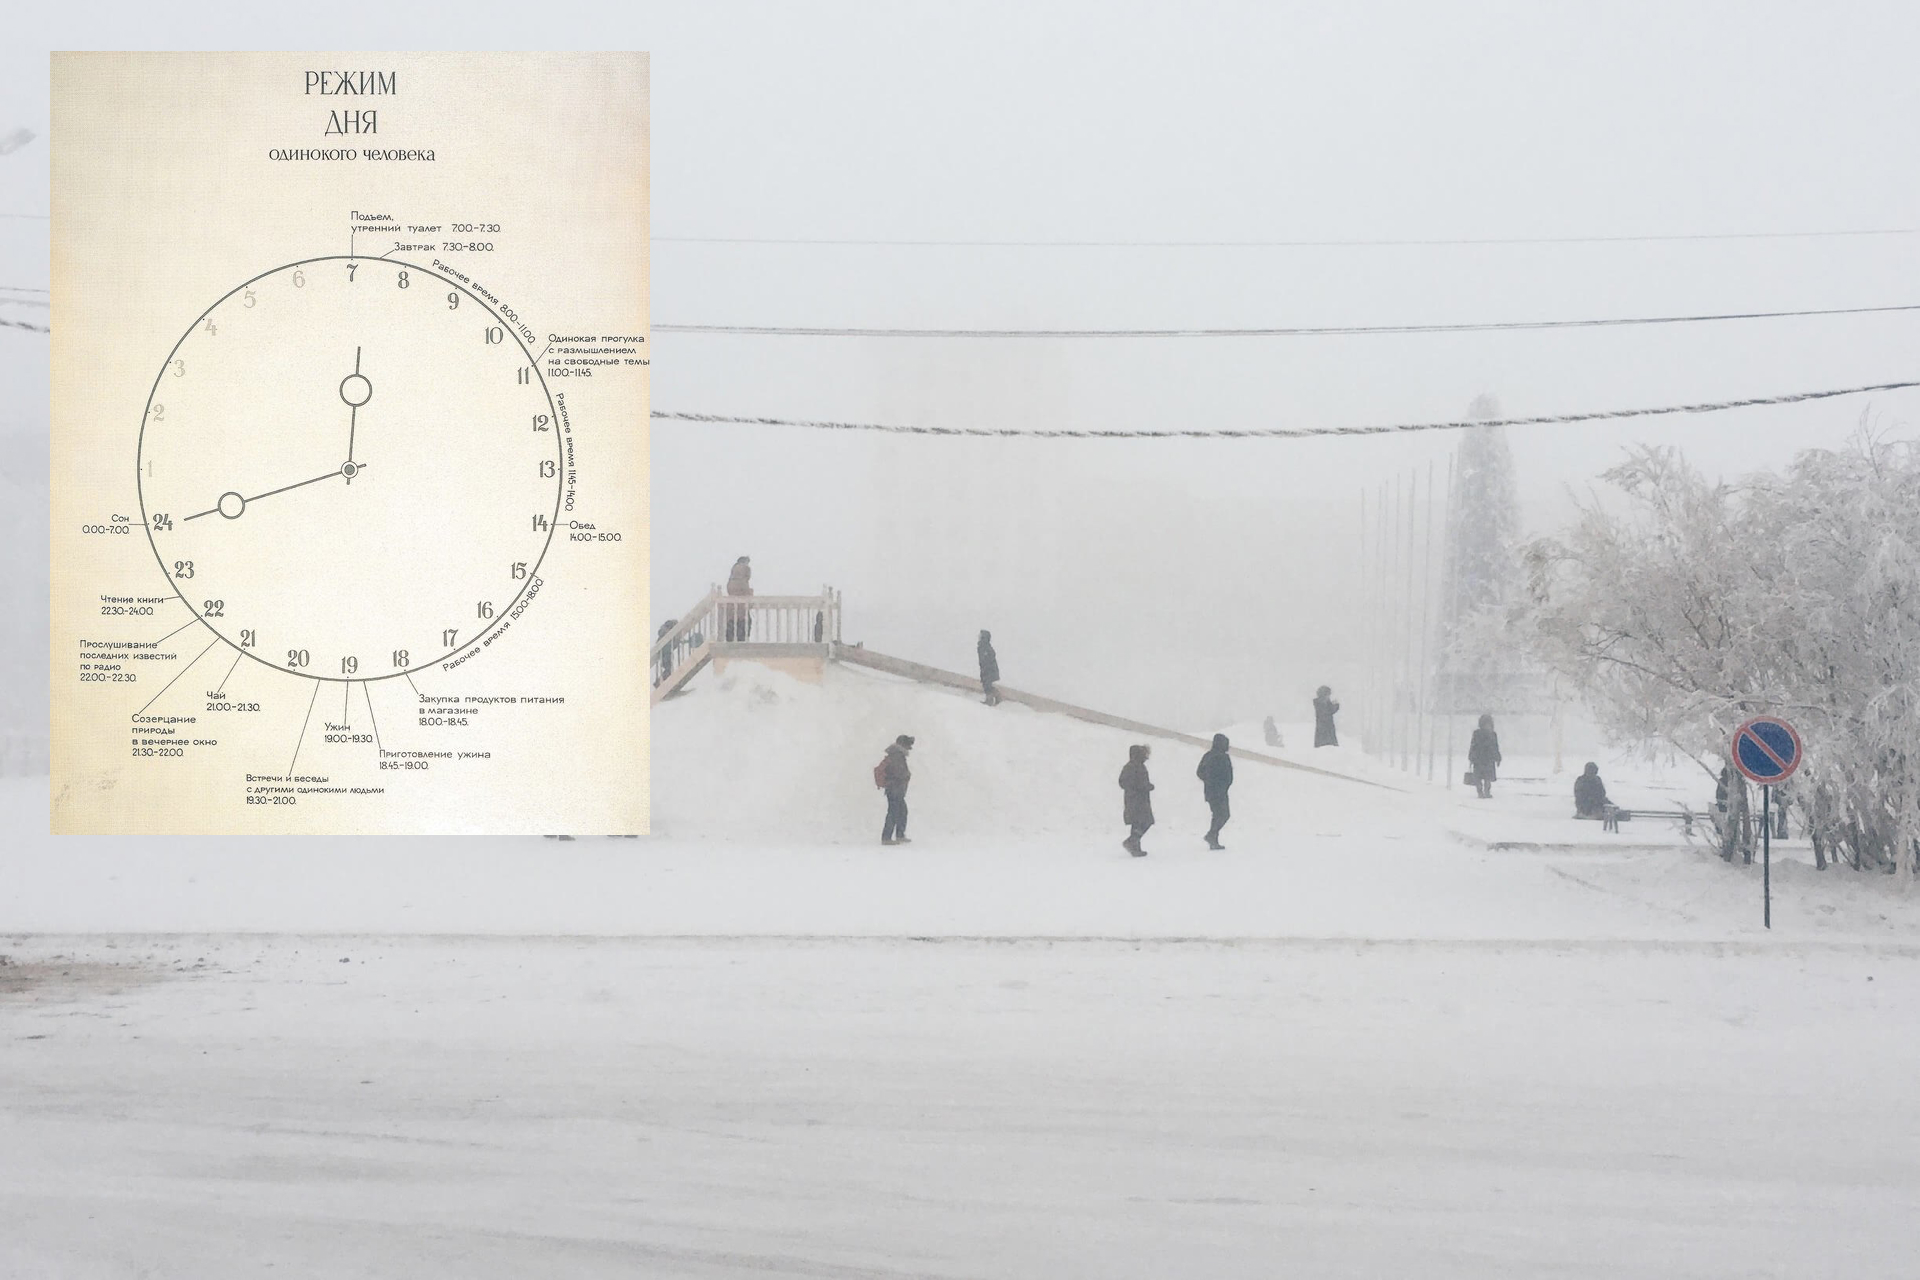 РЕЖИМ
ДНЯ
одинокого человека
Подъем,
утренний туалет 7.00.-7.30.
Завтрак 7.30.-8.00.
Рабочее время 8.00.-11.00.
Одинокая прогулка
с размышлением
на свободные темы
11.00.-11.45.
Рабочее время 11.45.-14.00.
Обед
14.00.-15.00.
Рабочее время 15.00.-18.00.
Закупка продуктов питания
в магазине
18.00.-18.45.
Приготовление ужина
18.45.-19.00.
Ужин
19.00.-19.30.
Встречи и беседы
с другими одинокими людьми
19.30.-21.00.
Чай
21.00.-21.30.
Созерцание
природы
в вечернее окно
21.30.-22.00.
Прослушивание
последних известий
по радио
22.00.-22.30.
Чтение книги
22.30.-24.00.
Сон
0.00.-7.00.
7
8
9
10
11
12
13
14
15
16
17
18
19
20
21
22
23
24
1
2
3
4
5
6